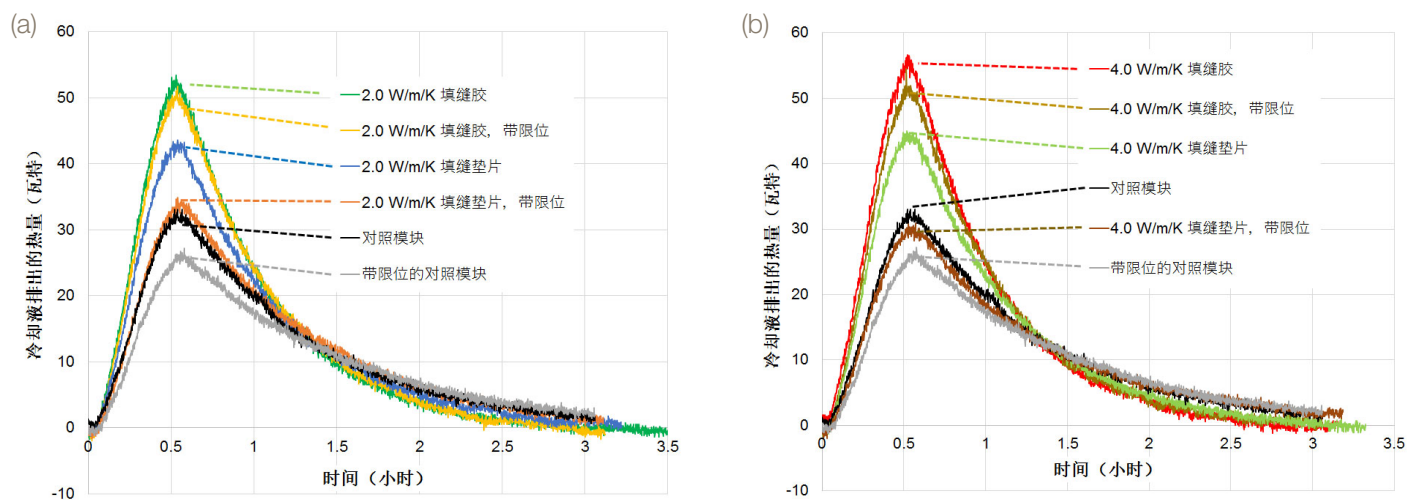 (a)
60
50
40
30
20
10
0
-10
冷却液排出的热量（瓦特）
2.0 W/m/K 填缝胶
2.0 W/m/K 填缝胶，带限位
2.0 W/m/K 填缝垫片
2.0 W/m/K 填缝垫片，带限位
对照模块
带限位的对照模块
0 0.5 1 1.5 2 2.5 3 3.5
时间（小时）
(b)
60
50
40
30
20
10
0
-10
冷却液排出的热量（瓦特）
4.0 W/m/K 填缝胶
4.0 W/m/K 填缝胶，带限位
4.0 W/m/K 填缝垫片
对照模块
4.0 W/m/K 填缝垫片，带限位
带限位的对照模块
0 0.5 1 1.5 2 2.5 3 3.5
时间（小时）